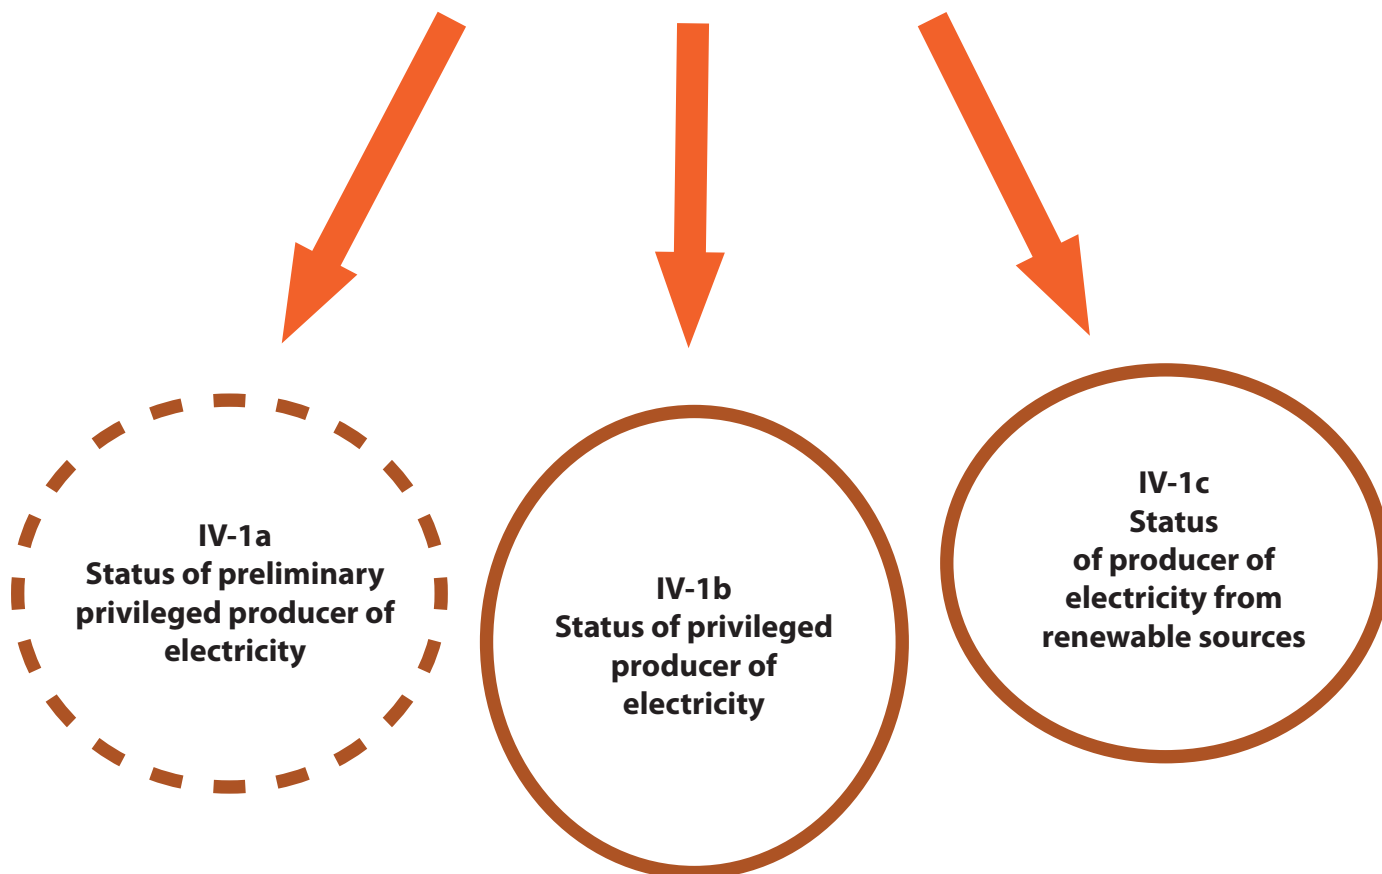 IV-1a
Status of preliminary
privileged producer of
electricity
IV-1b
Status of privileged
producer of
electricity
IV-1c
Status
of producer of
electricity from
renewable sources